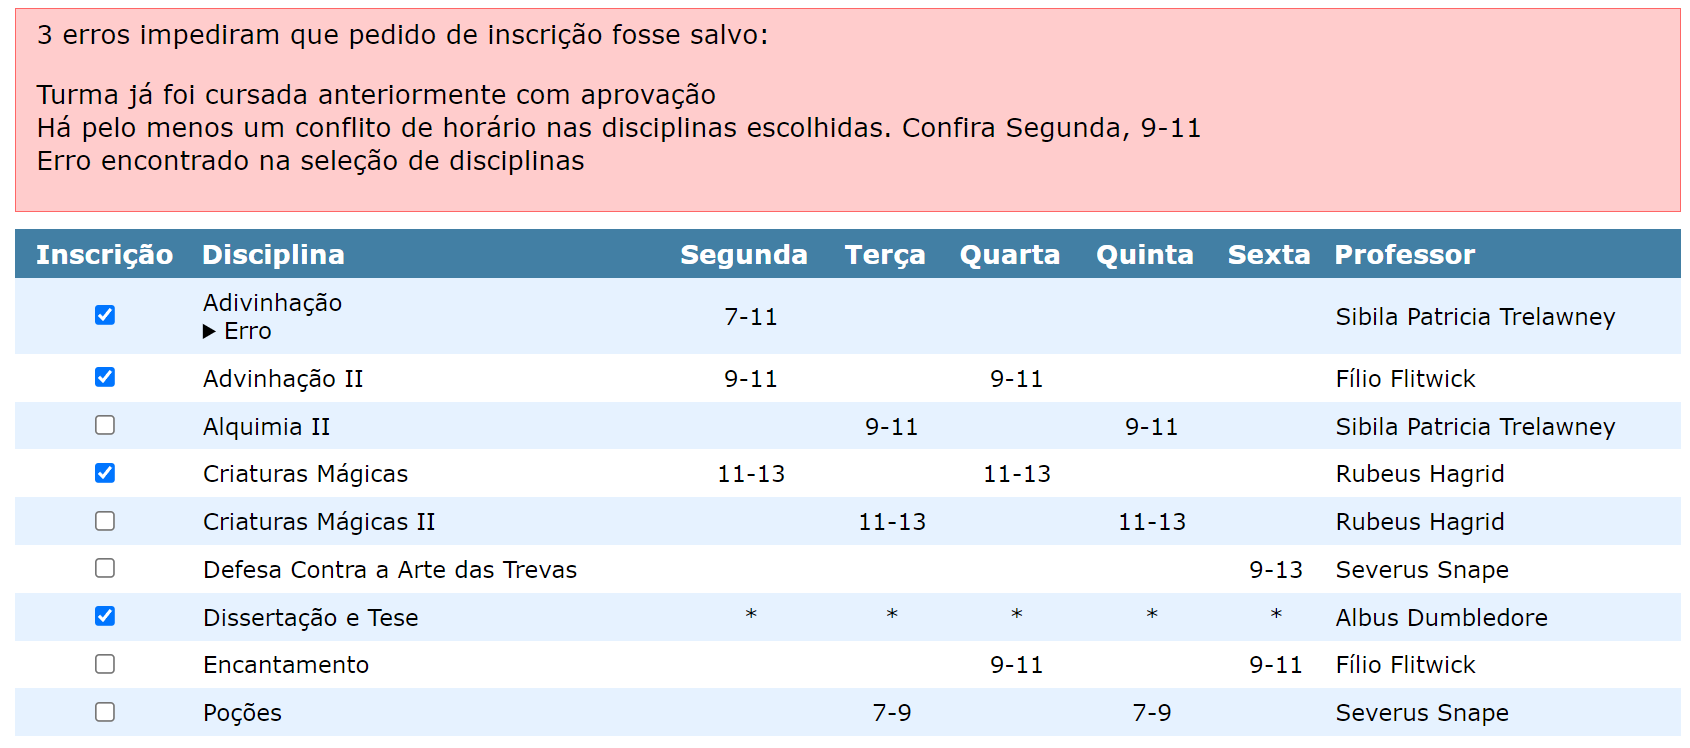 3 erros impediram que pedido de inscrição fosse salvo:
Turma já foi cursada anteriormente com aprovação
Há pelo menos um conflito de horário nas disciplinas escolhidas. Confira Segunda, 9-11
Erro encontrado na seleção de disciplinas
Inscrição Disciplina Segunda Terça Quarta Quinta Sexta Professor
Adivinhação
▶ Erro
7-11 Sibila Patricia Trelawney
Advinhação II 9-11 9-11 Fílio Flitwick
Alquimia II 9-11 9-11 Sibila Patricia Trelawney
Criaturas Mágicas 11-13 11-13 Rubeus Hagrid
Criaturas Mágicas II 11-13 11-13 Rubeus Hagrid
Defesa Contra a Arte das Trevas 9-13 Severus Snape
Dissertação e Tese * * * * * Albus Dumbledore
Encantamento 9-11 9-11 Fílio Flitwick
Poções 7-9 7-9 Severus Snape